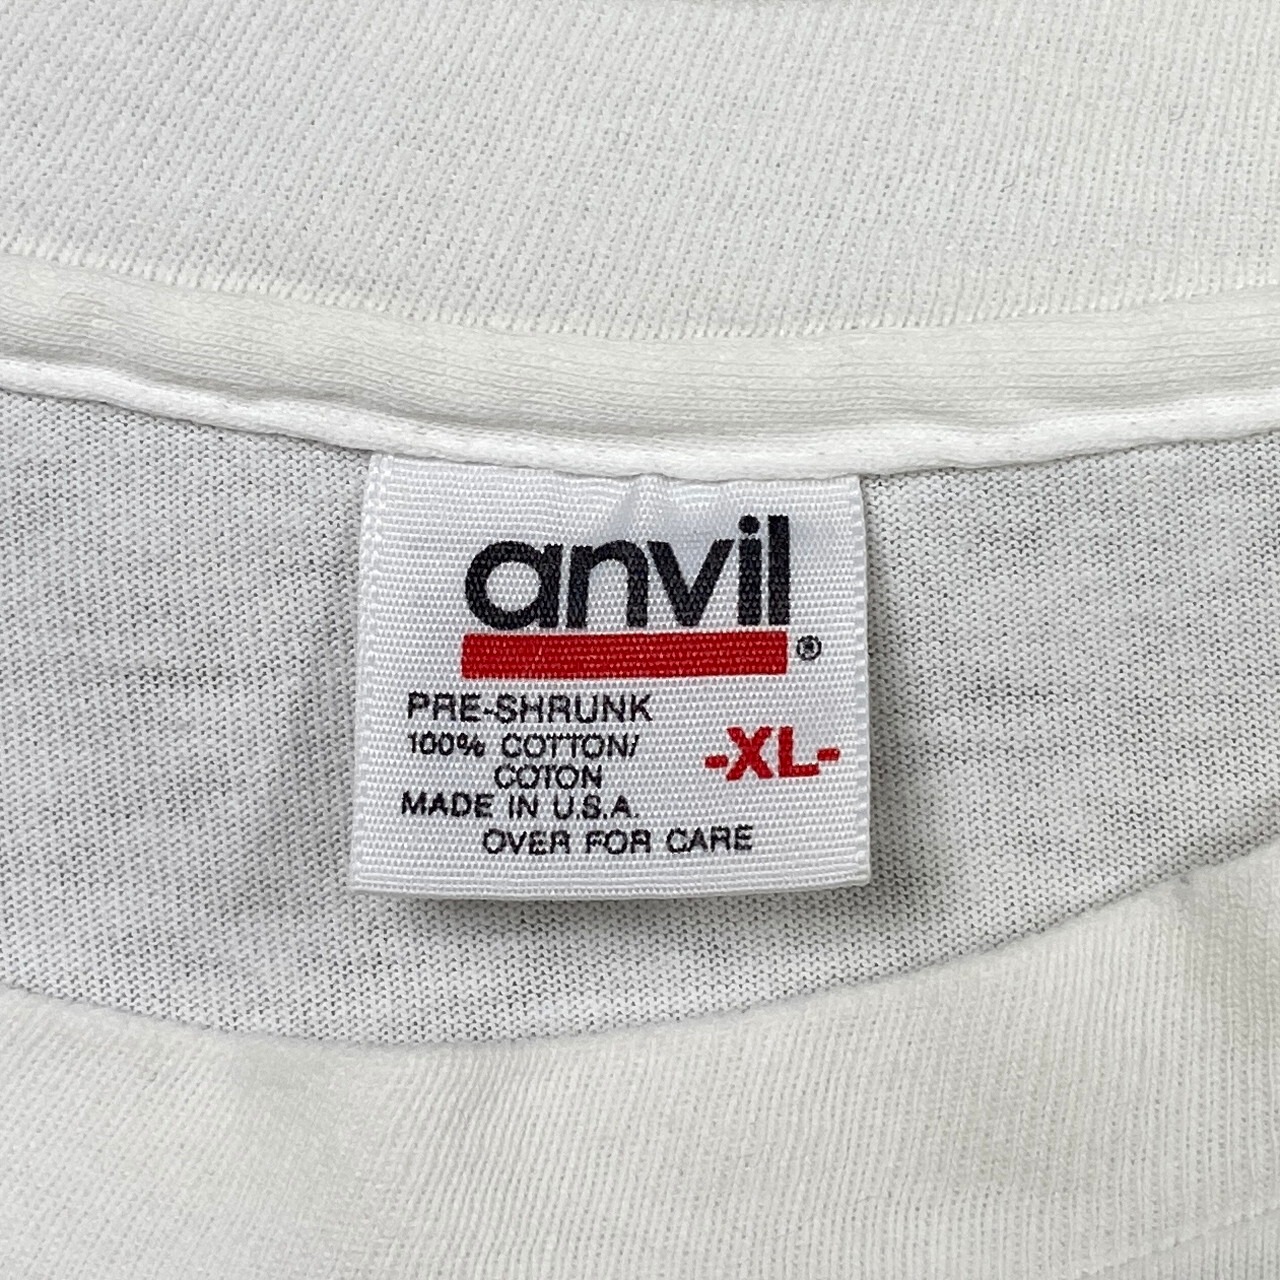 anvil®
PRE-SHRUNK
100% COTTON/
COTON
-XL-
MADE IN U.S.A.
OVER FOR CARE